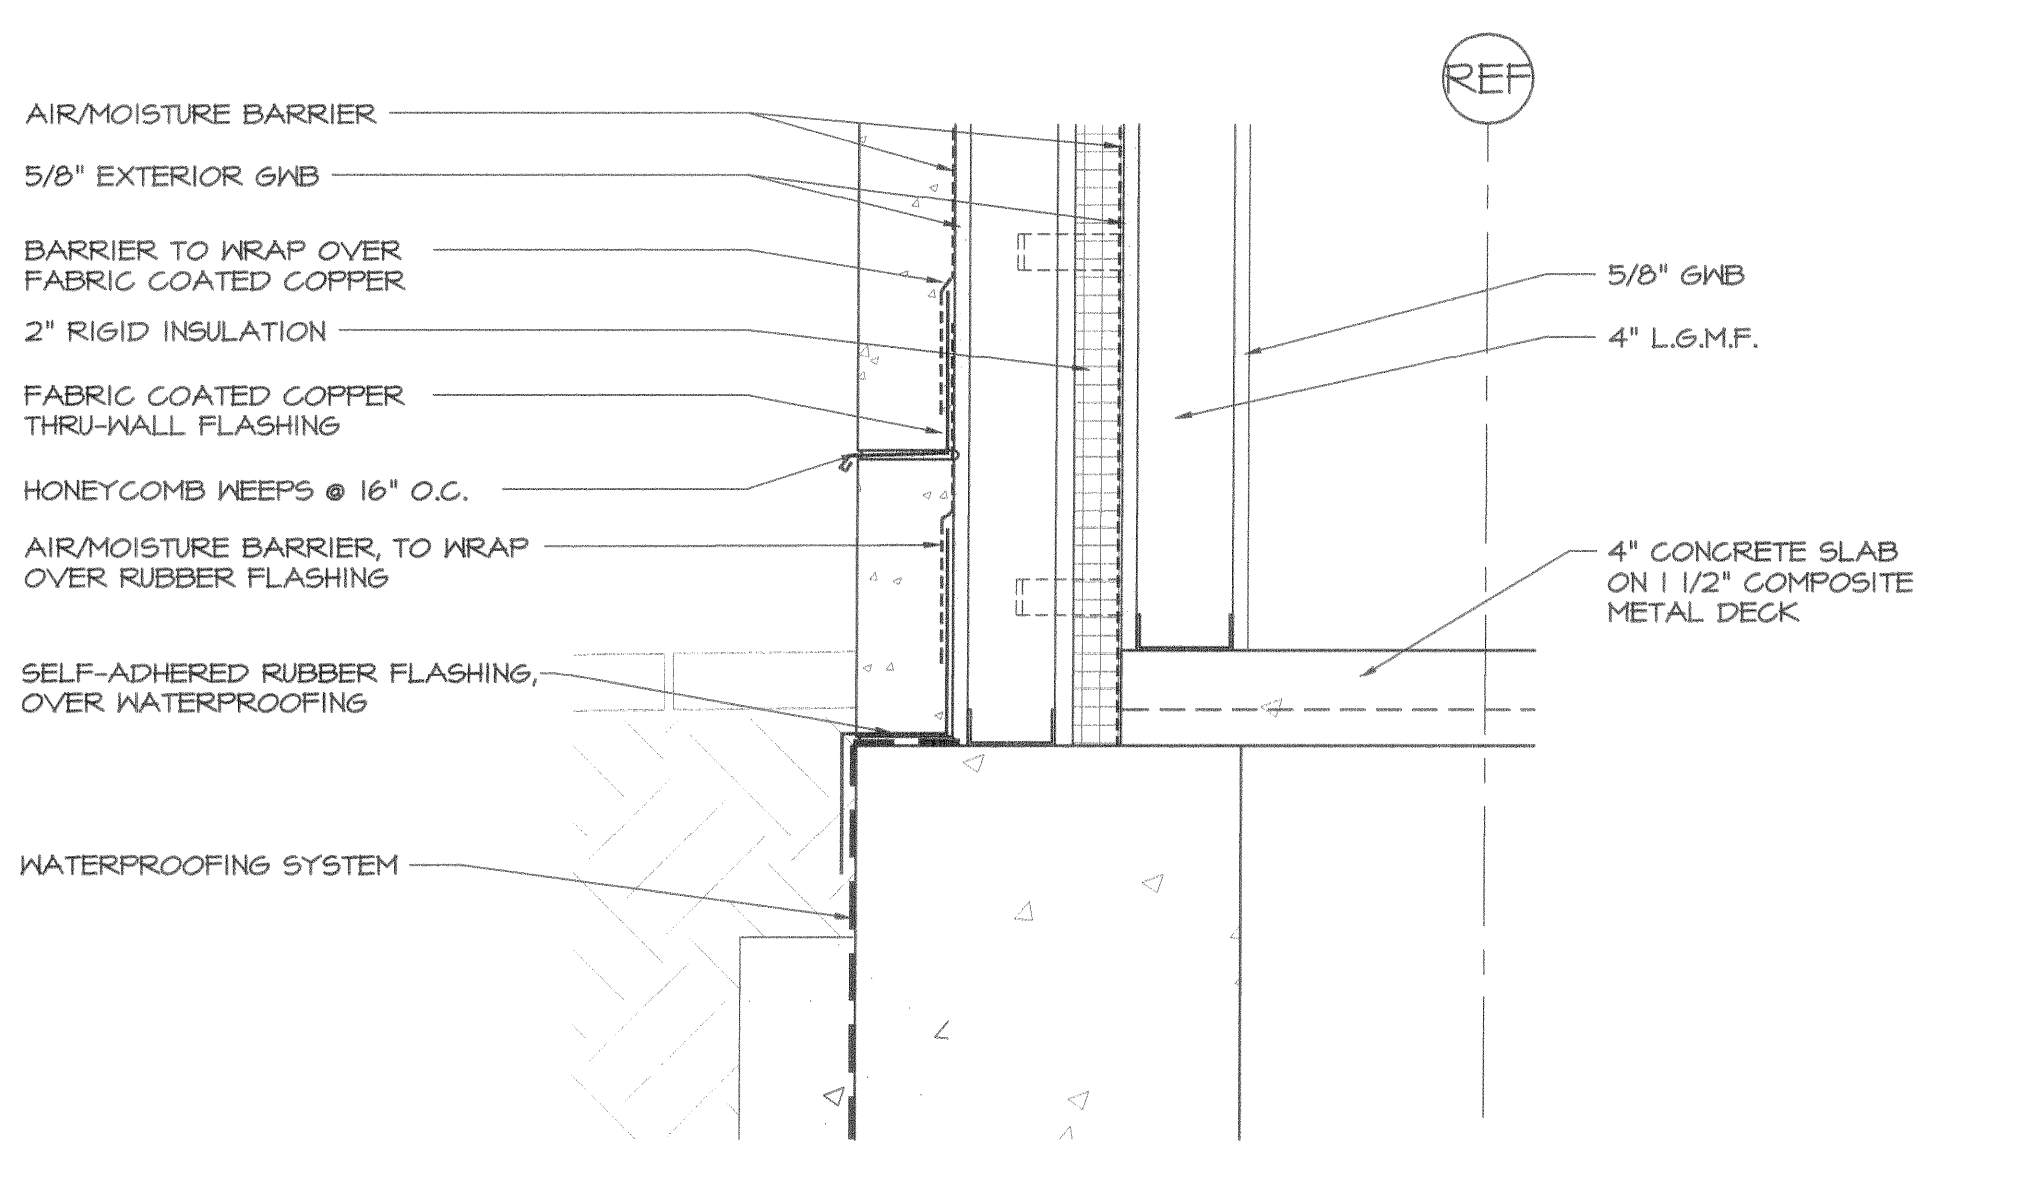 REF
AIR/MOISTURE BARRIER
5/8" EXTERIOR GWB
BARRIER TO WRAP OVER
FABRIC COATED COPPER
2" RIGID INSULATION
FABRIC COATED COPPER
THRU-WALL FLASHING
HONEYCOMB WEEPS @ 16" O.C.
AIR/MOISTURE BARRIER, TO WRAP
OVER RUBBER FLASHING
SELF-ADHERED RUBBER FLASHING,
OVER WATERPROOFING
WATERPROOFING SYSTEM
5/8" GWB
4" L.G.M.F.
4" CONCRETE SLAB
ON 1 1/2" COMPOSITE
METAL DECK